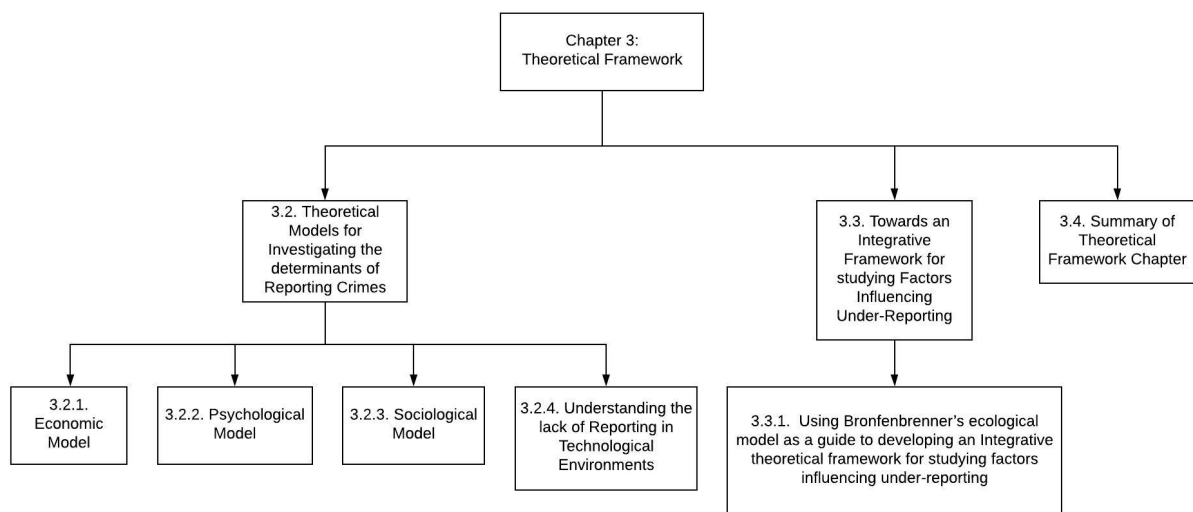 Chapter 3:
Theoretical Framework
3.2. Theoretical
Models for
Investigating the
determinants of
Reporting Crimes
3.3. Towards an
Integrative
Framework for
studying Factors
Influencing
Under-Reporting
3.4. Summary of
Theoretical
Framework Chapter
3.2.1.
Economic
Model
3.2.2. Psychological
Model
3.2.3. Sociological
Model
3.2.4. Understanding the
lack of Reporting in
Technological
Environments
3.3.1. Using Bronfenbrenner’s ecological
model as a guide to developing an Integrative
theoretical framework for studying factors
influencing under-reporting